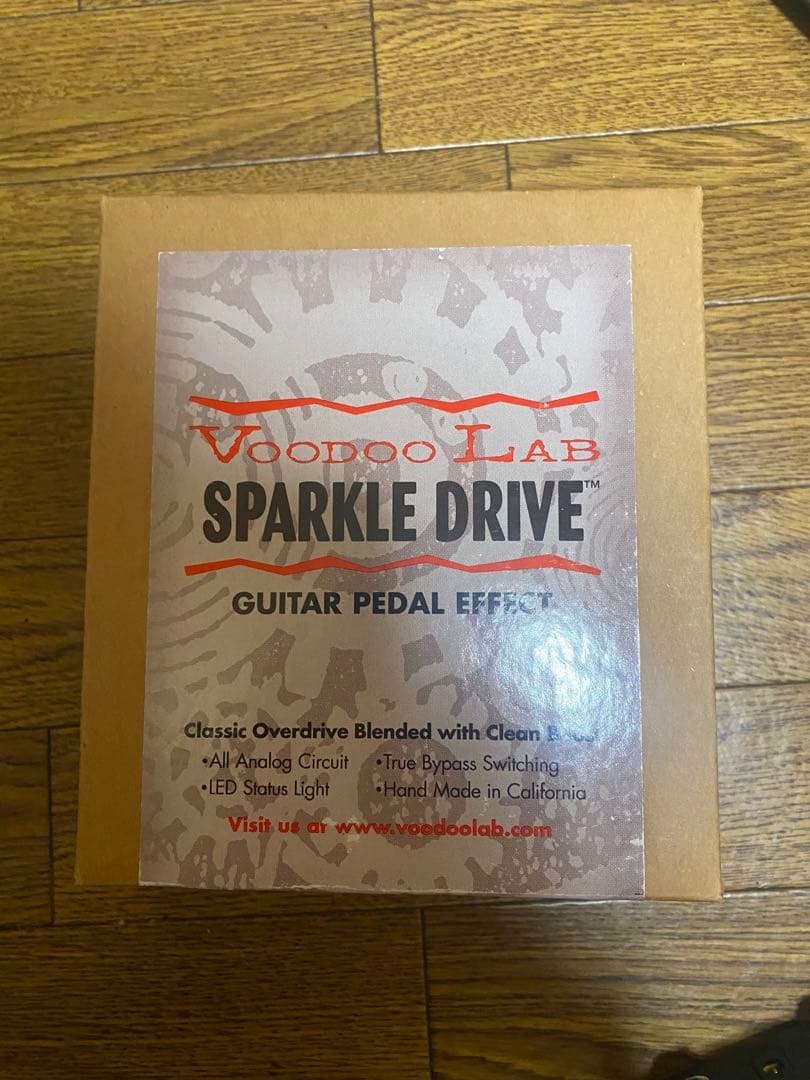 VOODOO LAB
SPARKLE DRIVE™
GUITAR PEDAL EFFECT
Classic Overdrive Blended with Clean Boost
•All Analog Circuit •True Bypass Switching
•LED Status Light •Hand Made in California
Visit us at www.voodoolab.com